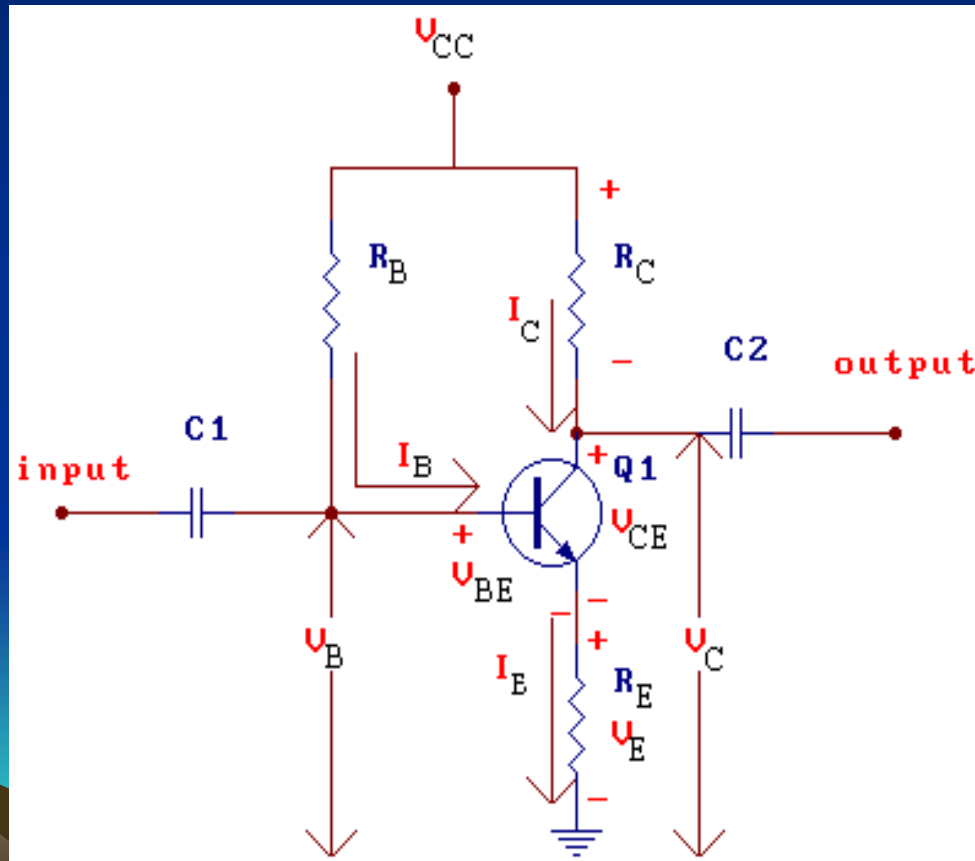 VCC
+
RB
RC
IC
−
C2
output
C1
input
IB
+
Q1
+
VCE
VBE
−
−
+
VB
IE
RE
VC
VE
−